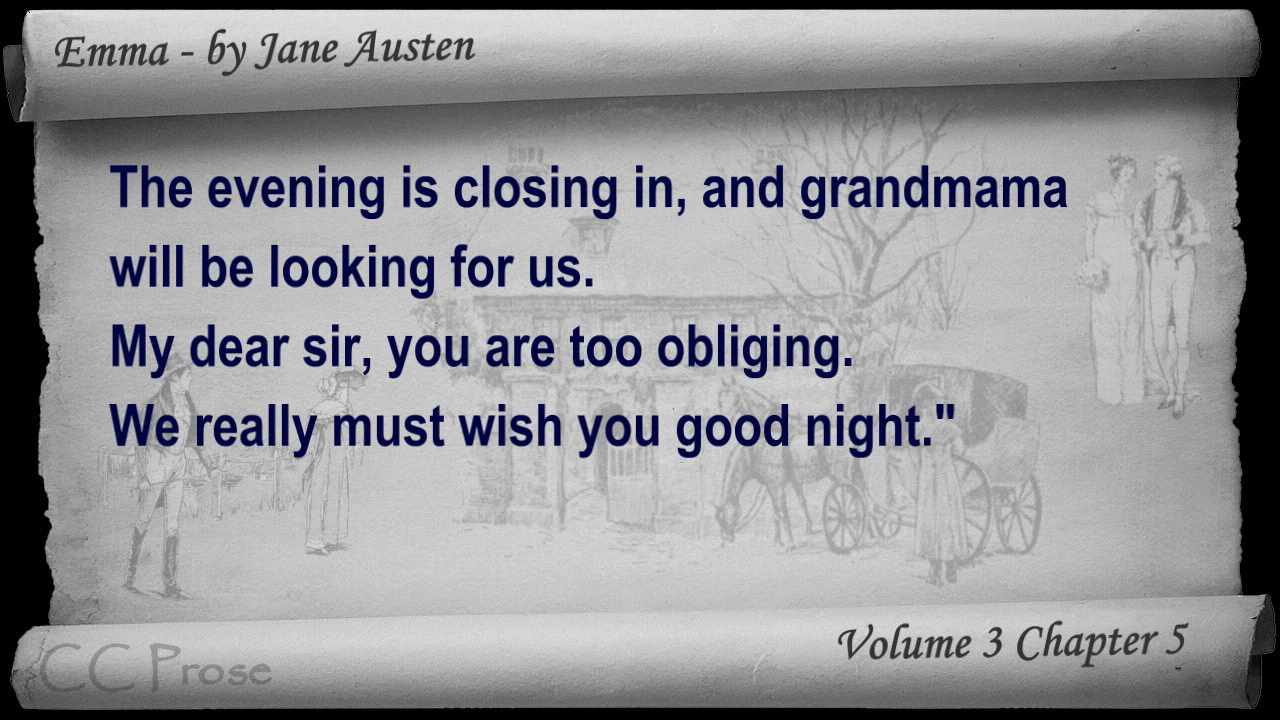 Emma - by Jane Austen
The evening is closing in, and grandmama
will be looking for us.
My dear sir, you are too obliging.
We really must wish you good night."
Volume 3 Chapter 5
CC Prose